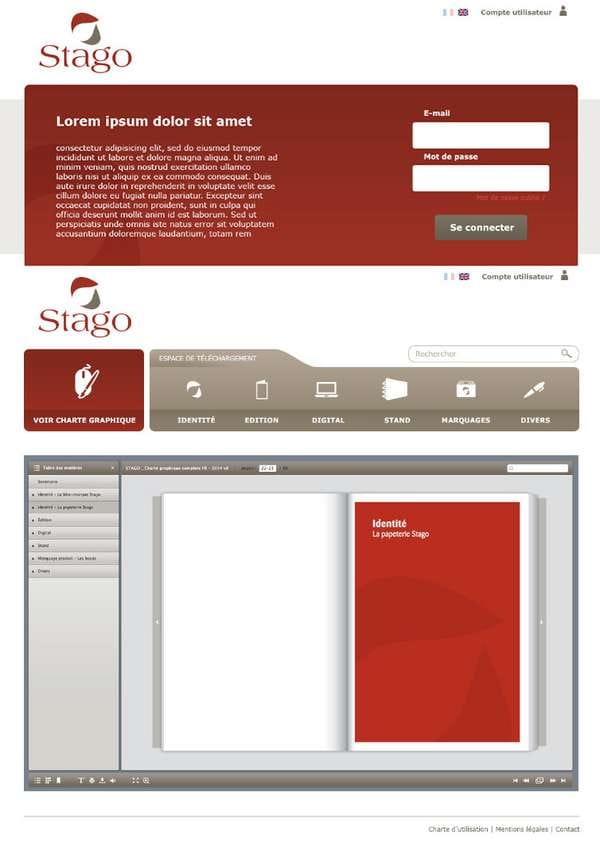 Compte utilisateur
Stago
Lorem ipsum dolor sit amet
consectetur adipisicing elit, sed do eiusmod tempor
incididunt ut labore et dolore magna aliqua. Ut enim ad
minim veniam, quis nostrud exercitation ullamco
laboris nisi ut aliquip ex ea commodo consequat. Duis
aute irure dolor in reprehenderit in voluptate velit esse
cillum dolore eu fugiat nulla pariatur. Excepteur sint
occaecat cupidatat non proident, sunt in culpa qui
officia deserunt mollit anim id est laborum. Sed ut
perspiciatis unde omnis iste natus error sit voluptatem
accusantium doloremque laudantium, totam rem
E-mail
Mot de passe
Mot de passe oublié ?
Se connecter
Compte utilisateur
Stago
VOIR CHARTE GRAPHIQUE
ESPACE DE TÉLÉCHARGEMENT
Rechercher
IDENTITÉ
EDITION
DIGITAL
STAND
MARQUAGES
DIVERS
Table des matières
STAGO _ Charte graphique complète FR - 2014 v8
22-23
Sommaire
Identité - Le bloc-marque Stago
Identité - La papeterie Stago
Edition
Digital
Stand
Marquage produit - Les boxes
Divers
Identité
La papeterie Stago
Charte d'utilisation | Mentions légales | Contact